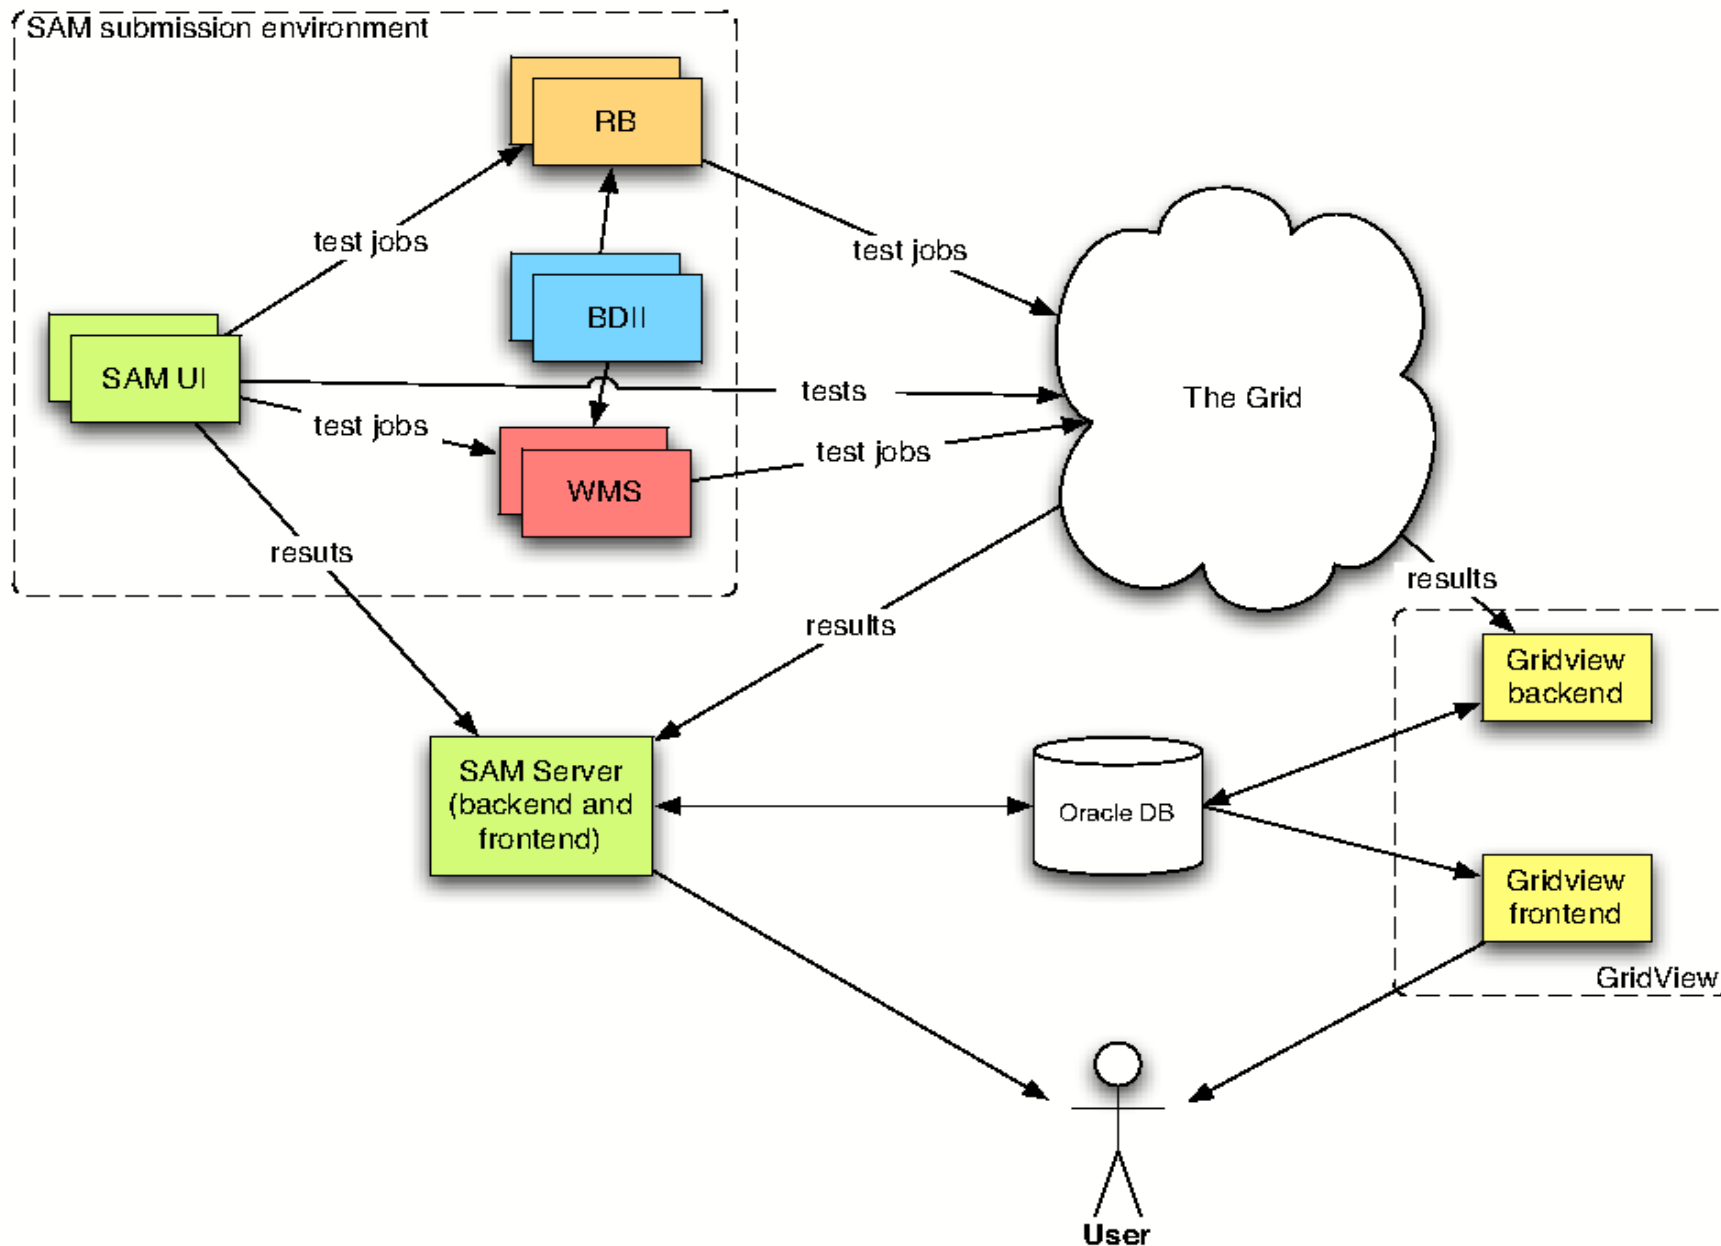 SAM submission environment
RB
test jobs
test jobs
BDII
SAM UI
tests
The Grid
test jobs
test jobs
WMS
resuts
results
results
Gridview
backend
SAM Server
(backend and
frontend)
Oracle DB
Gridview
frontend
GridView
User